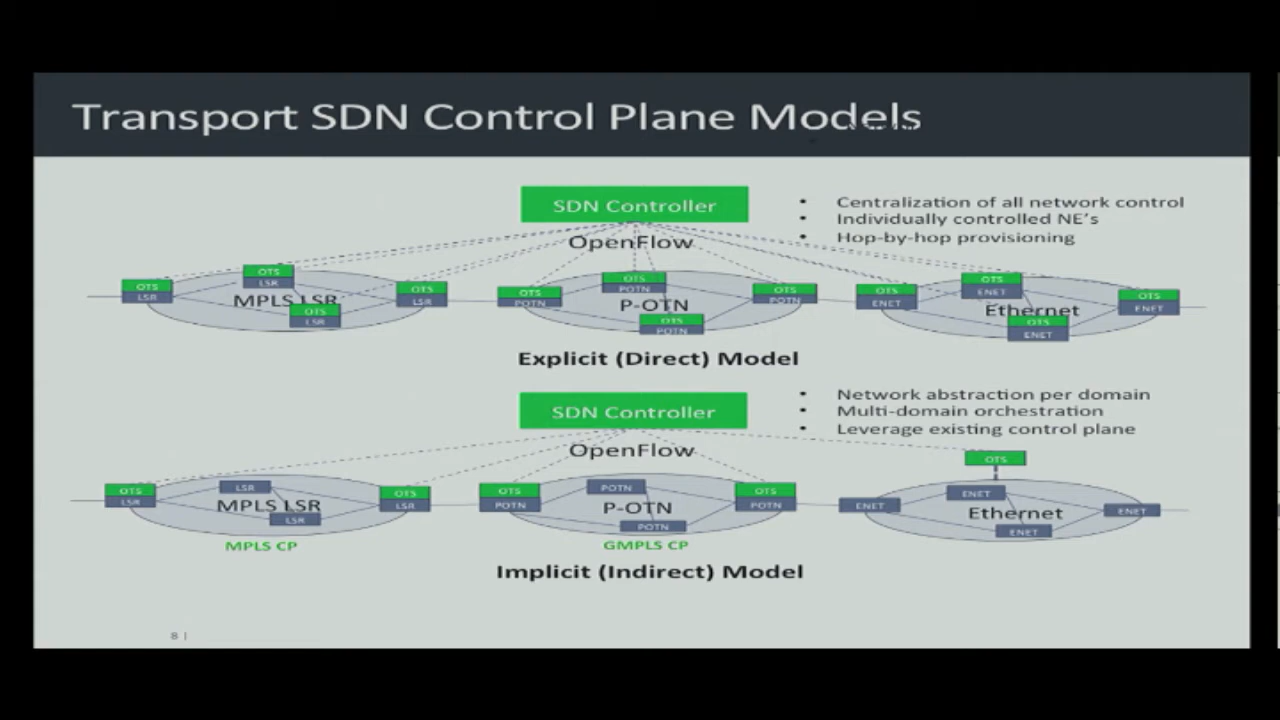 Transport SDN Control Plane Models
SDN Controller
• Centralization of all network control
• Individually controlled NE's
• Hop-by-hop provisioning
OpenFlow
OTS
LSR
OTS
LSR
OTS
LSR
OTS
LSR
MPLS LSR
OTS
POTN
OTS
POTN
OTS
POTN
OTS
POTN
P-OTN
OTS
ENET
OTS
ENET
OTS
ENET
OTS
ENET
Ethernet
Explicit (Direct) Model
SDN Controller
• Network abstraction per domain
• Multi-domain orchestration
• Leverage existing control plane
OpenFlow
OTS
LSR
LSR
MPLS LSR
LSR
OTS
LSR
MPLS CP
OTS
POTN
POTN
P-OTN
POTN
OTS
POTN
GMPLS CP
OTS
ENET
ENET
Ethernet
ENET
ENET
Implicit (Indirect) Model
8 |